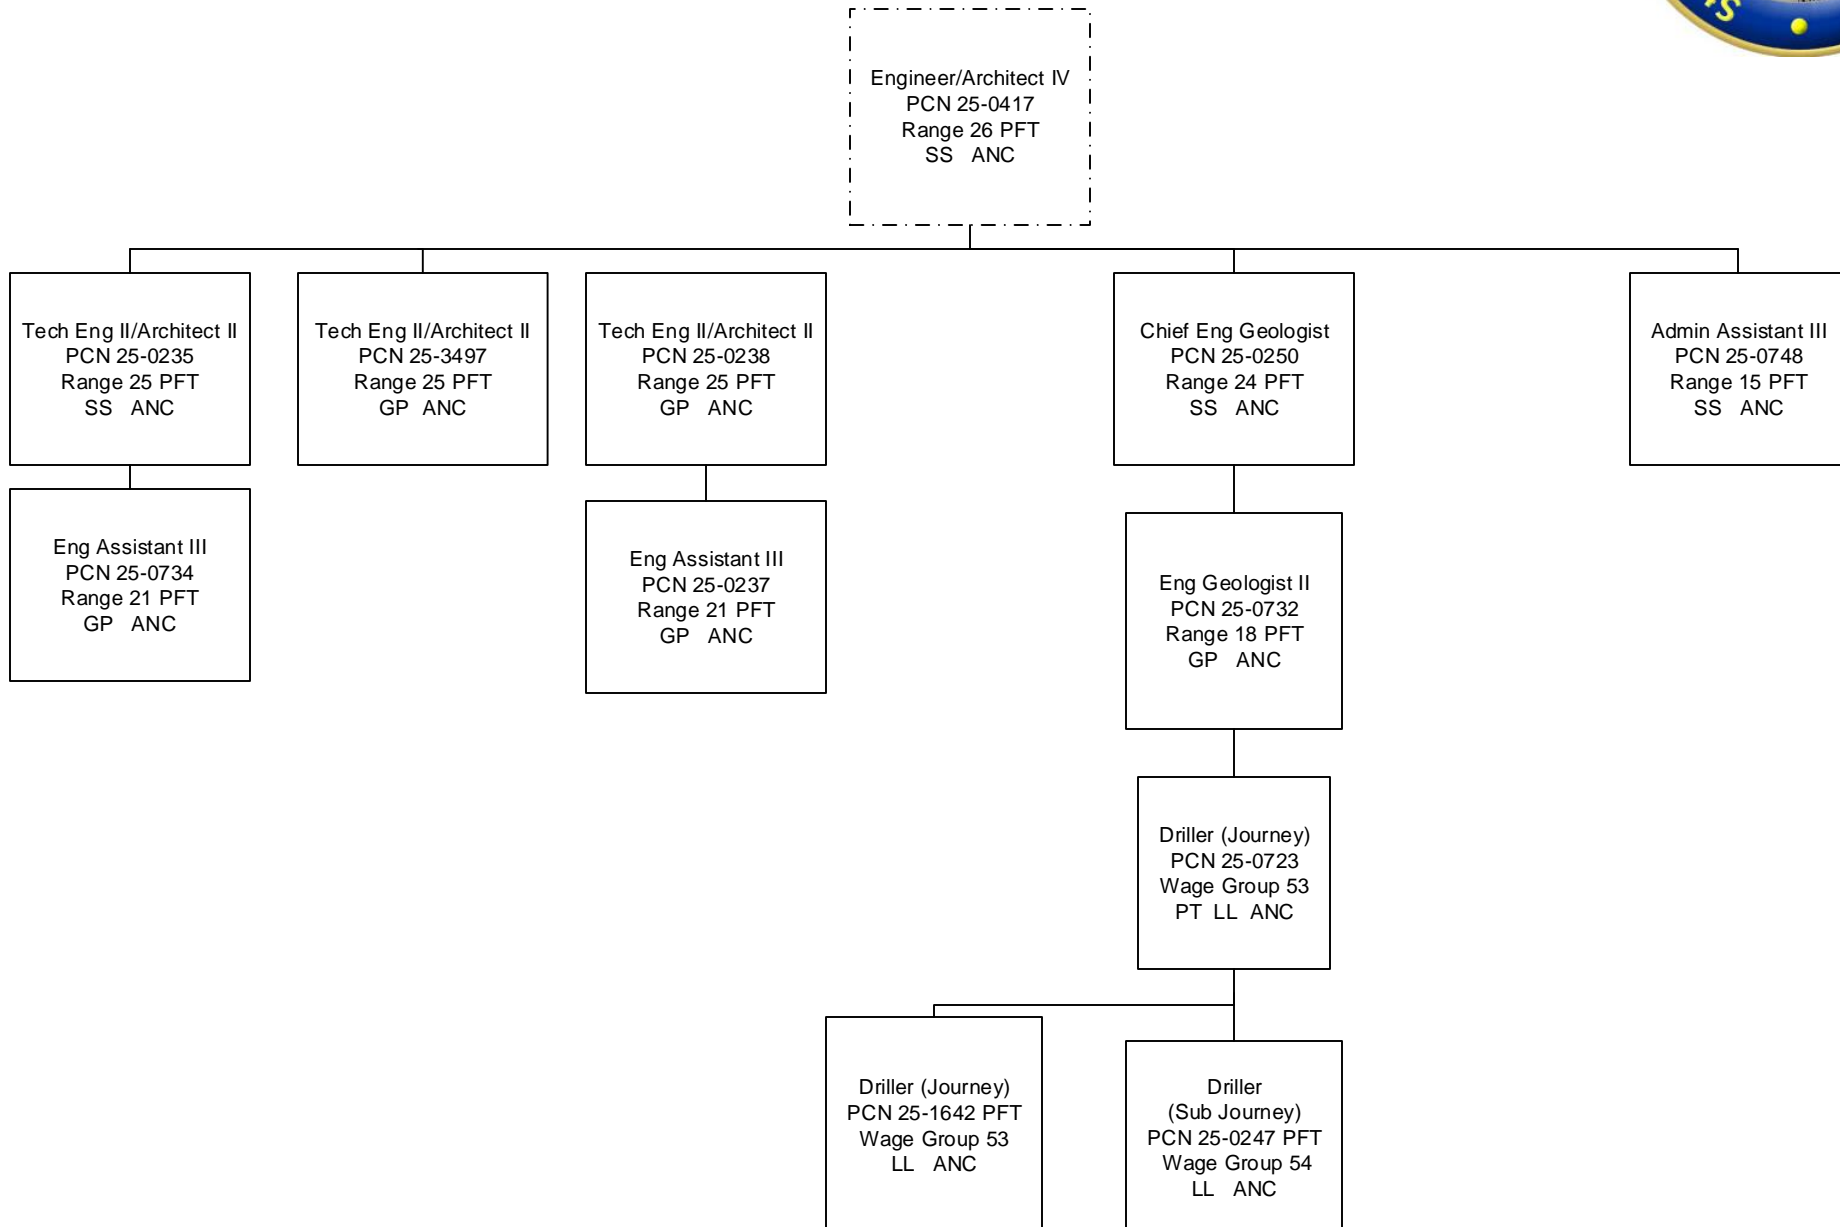 Engineer/Architect IV
PCN 25-0417
Range 26 PFT
SS ANC
Tech Eng II/Architect II
PCN 25-0235
Range 25 PFT
SS ANC
Tech Eng II/Architect II
PCN 25-3497
Range 25 PFT
GP ANC
Tech Eng II/Architect II
PCN 25-0238
Range 25 PFT
GP ANC
Chief Eng Geologist
PCN 25-0250
Range 24 PFT
SS ANC
Admin Assistant III
PCN 25-0748
Range 15 PFT
SS ANC
Eng Assistant III
PCN 25-0734
Range 21 PFT
GP ANC
Eng Assistant III
PCN 25-0237
Range 21 PFT
GP ANC
Eng Geologist II
PCN 25-0732
Range 18 PFT
GP ANC
Driller (Journey)
PCN 25-0723
Wage Group 53
PT LL ANC
Driller (Journey)
PCN 25-1642 PFT
Wage Group 53
LL ANC
Driller
(Sub Journey)
PCN 25-0247 PFT
Wage Group 54
LL ANC